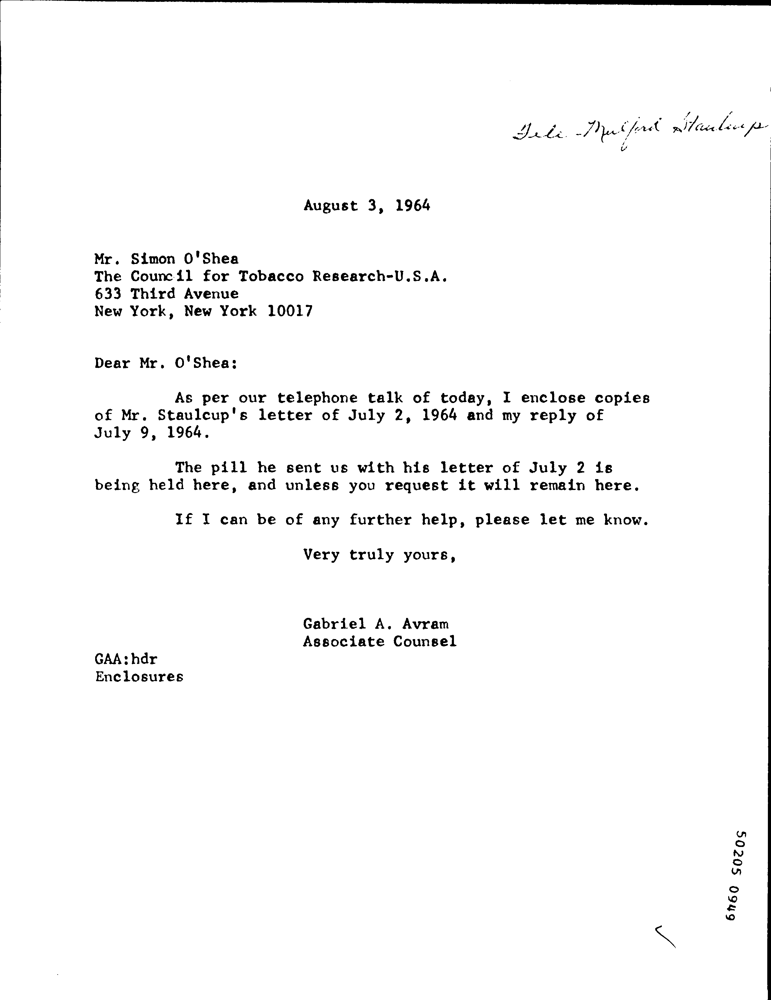 File - Mulford Staulcup
August 3, 1964
Mr. Simon O'Shea
The Council for Tobacco Research-U.S.A.
633 Third Avenue
New York, New York 10017
Dear Mr. O'Shea:
As per our telephone talk of today, I enclose copies
of Mr. Staulcup's letter of July 2, 1964 and my reply of
July 9, 1964.
The pill he sent us with his letter of July 2 is
being held here, and unless you request it will remain here.
If I can be of any further help, please let me know.
Very truly yours,
Gabriel A. Avram
Associate Counsel
GAA:hdr
Enclosures
50205 0949